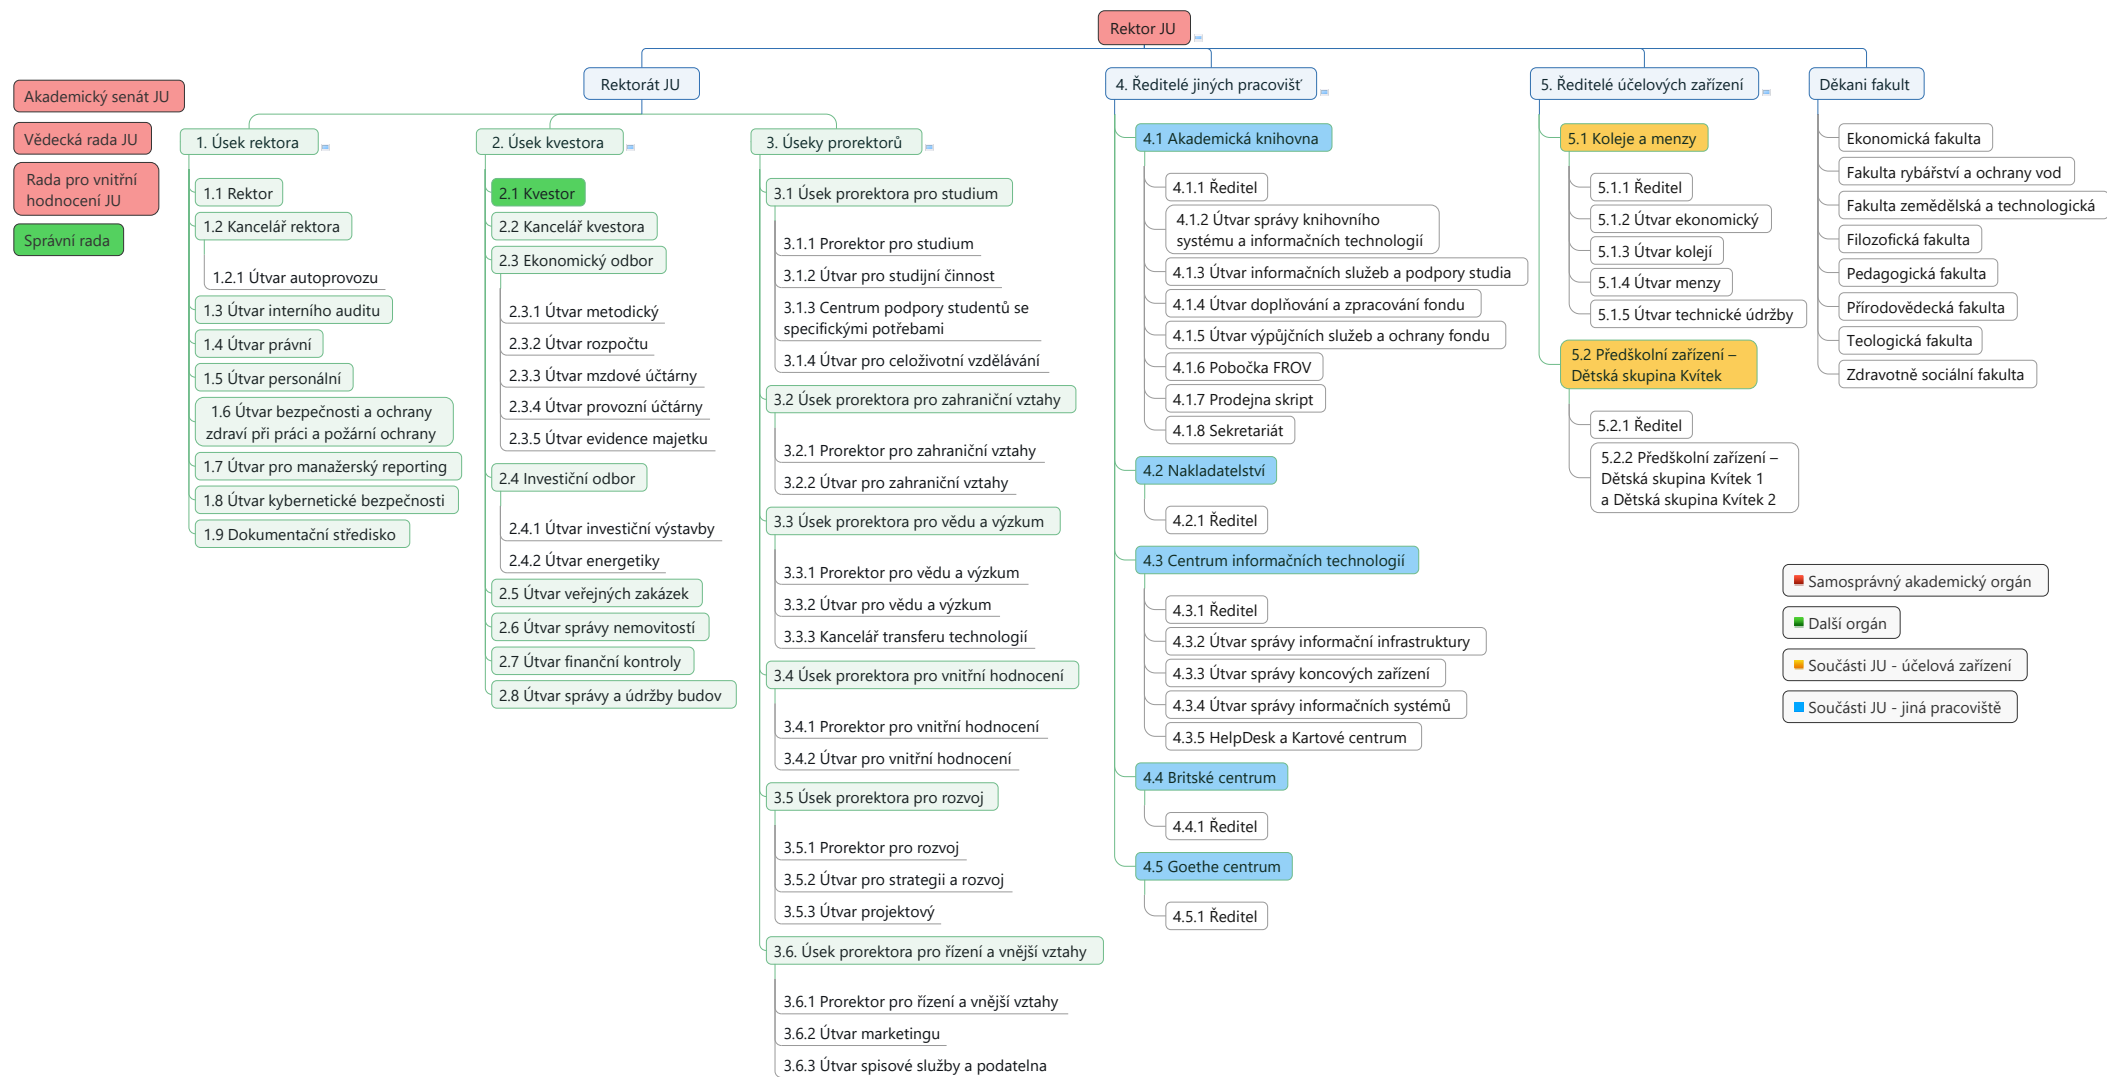 Rektor JU
Akademický senát JU
Vědecká rada JU
Rada pro vnitřní
hodnocení JU
Správní rada
Rektorát JU
1. Úsek rektora
1.1 Rektor
1.2 Kancelář rektora
1.2.1 Útvar autoprovozu
1.3 Útvar interního auditu
1.4 Útvar právní
1.5 Útvar personální
1.6 Útvar bezpečnosti a ochrany
zdraví při práci a požární ochrany
1.7 Útvar pro manažerský reporting
1.8 Útvar kybernetické bezpečnosti
1.9 Dokumentační středisko
2. Úsek kvestora
2.1 Kvestor
2.2 Kancelář kvestora
2.3 Ekonomický odbor
2.3.1 Útvar metodický
2.3.2 Útvar rozpočtu
2.3.3 Útvar mzdové účtárny
2.3.4 Útvar provozní účtárny
2.3.5 Útvar evidence majetku
2.4 Investiční odbor
2.4.1 Útvar investiční výstavby
2.4.2 Útvar energetiky
2.5 Útvar veřejných zakázek
2.6 Útvar správy nemovitostí
2.7 Útvar finanční kontroly
2.8 Útvar správy a údržby budov
3. Úseky prorektorů
3.1 Úsek prorektora pro studium
3.1.1 Prorektor pro studium
3.1.2 Útvar pro studijní činnost
3.1.3 Centrum podpory studentů se
specifickými potřebami
3.1.4 Útvar pro celoživotní vzdělávání
3.2 Úsek prorektora pro zahraniční vztahy
3.2.1 Prorektor pro zahraniční vztahy
3.2.2 Útvar pro zahraniční vztahy
3.3 Úsek prorektora pro vědu a výzkum
3.3.1 Prorektor pro vědu a výzkum
3.3.2 Útvar pro vědu a výzkum
3.3.3 Kancelář transferu technologií
3.4 Úsek prorektora pro vnitřní hodnocení
3.4.1 Prorektor pro vnitřní hodnocení
3.4.2 Útvar pro vnitřní hodnocení
3.5 Úsek prorektora pro rozvoj
3.5.1 Prorektor pro rozvoj
3.5.2 Útvar pro strategii a rozvoj
3.5.3 Útvar projektový
3.6. Úsek prorektora pro řízení a vnější vztahy
3.6.1 Prorektor pro řízení a vnější vztahy
3.6.2 Útvar marketingu
3.6.3 Útvar spisové služby a podatelna
4. Ředitelé jiných pracovišť
4.1 Akademická knihovna
4.1.1 Ředitel
4.1.2 Útvar správy knihovního
systému a informačních technologií
4.1.3 Útvar informačních služeb a podpory studia
4.1.4 Útvar doplňování a zpracování fondu
4.1.5 Útvar výpůjčních služeb a ochrany fondu
4.1.6 Pobočka FROV
4.1.7 Prodejna skript
4.1.8 Sekretariát
4.2 Nakladatelství
4.2.1 Ředitel
4.3 Centrum informačních technologií
4.3.1 Ředitel
4.3.2 Útvar správy informační infrastruktury
4.3.3 Útvar správy koncových zařízení
4.3.4 Útvar správy informačních systémů
4.3.5 HelpDesk a Kartové centrum
4.4 Britské centrum
4.4.1 Ředitel
4.5 Goethe centrum
4.5.1 Ředitel
5. Ředitelé účelových zařízení
5.1 Koleje a menzy
5.1.1 Ředitel
5.1.2 Útvar ekonomický
5.1.3 Útvar kolejí
5.1.4 Útvar menzy
5.1.5 Útvar technické údržby
5.2 Předškolní zařízení –
Dětská skupina Kvítek
5.2.1 Ředitel
5.2.2 Předškolní zařízení –
Dětská skupina Kvítek 1
a Dětská skupina Kvítek 2
Děkani fakult
Ekonomická fakulta
Fakulta rybářství a ochrany vod
Fakulta zemědělská a technologická
Filozofická fakulta
Pedagogická fakulta
Přírodovědecká fakulta
Teologická fakulta
Zdravotně sociální fakulta
Samosprávný akademický orgán
Další orgán
Součásti JU - účelová zařízení
Součásti JU - jiná pracoviště